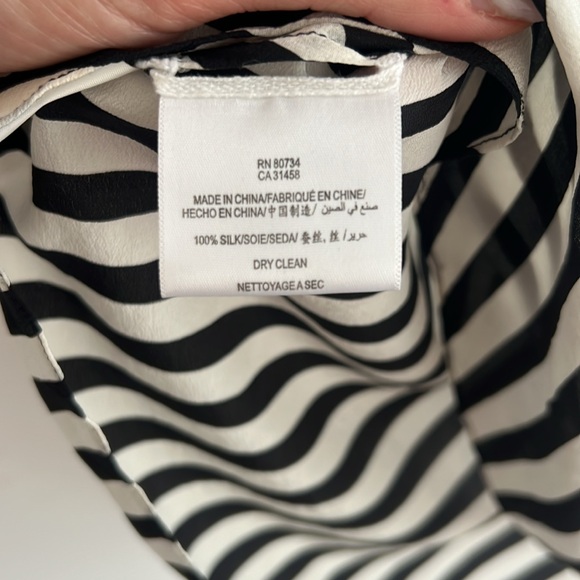 RN 80734
CA 31458
MADE IN CHINA/FABRIQUÉ EN CHINE/
HECHO EN CHINA/中国制造/ صنع في الصين/
100% SILK/SOIE/SEDA/ 蚕丝, 丝 /حرير/
DRY CLEAN
NETTOYAGE A SEC